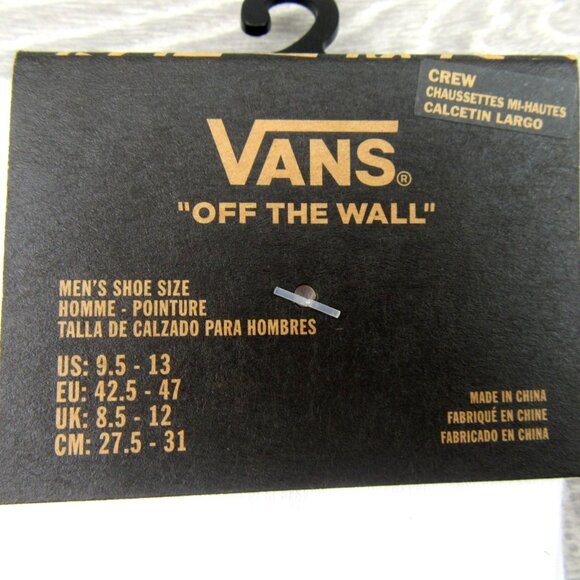 CREW
CHAUSSETTES MI-HAUTES
CALCETIN LARGO
VANS®
"OFF THE WALL"
MEN'S SHOE SIZE
HOMME - POINTURE
TALLA DE CALZADO PARA HOMBRES
US: 9.5 - 13
EU: 42.5 - 47
UK: 8.5 - 12
CM: 27.5 - 31
MADE IN CHINA
FABRIQUÉ EN CHINE
FABRICADO EN CHINA